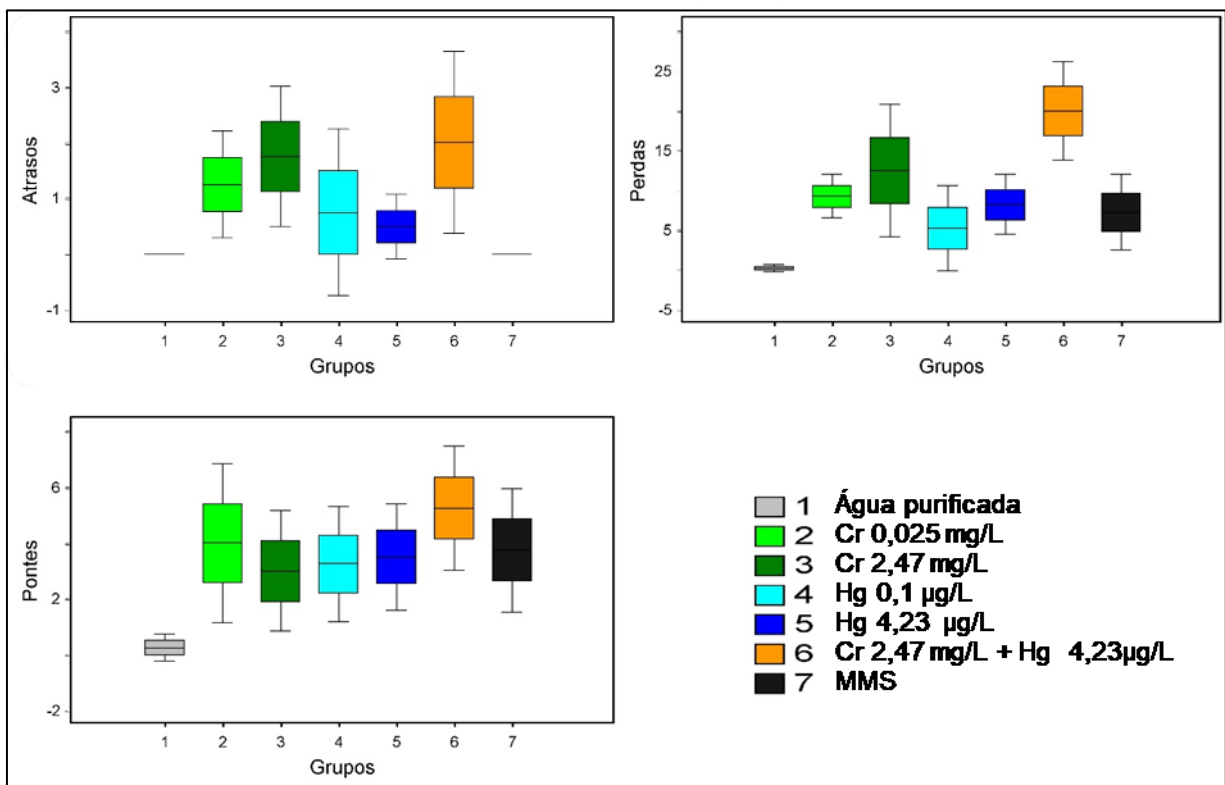 Atrasos
3
1
-1
1 2 3 4 5 6 7
Grupos
Perdas
25
15
5
-5
1 2 3 4 5 6 7
Grupos
Pontes
6
2
-2
1 2 3 4 5 6 7
Grupos
1 Água purificada
2 Cr 0,025 mg/L
3 Cr 2,47 mg/L
4 Hg 0,1 µg/L
5 Hg 4,23 µg/L
6 Cr 2,47 mg/L + Hg 4,23µg/L
7 MMS